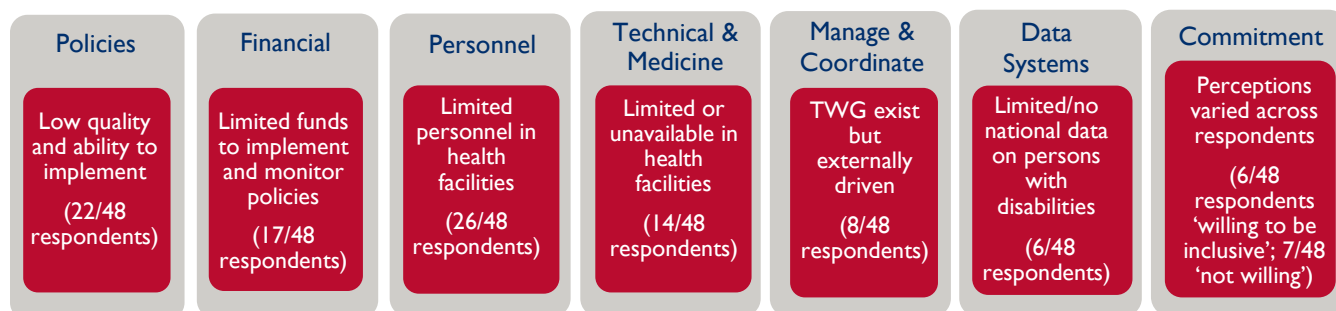 Policies
Low quality
and ability to
implement
(22/48
respondents)
Financial
Limited funds
to implement
and monitor
policies
(17/48
respondents)
Personnel
Limited
personnel in
health
facilities
(26/48
respondents)
Technical &
Medicine
Limited or
unavailable in
health
facilities
(14/48
respondents)
Manage &
Coordinate
TWG exist
but
externally
driven
(8/48
respondents)
Data
Systems
Limited/no
national data
on persons
with
disabilities
(6/48
respondents)
Commitment
Perceptions
varied across
respondents
(6/48
respondents
‘willing to be
inclusive’; 7/48
‘not willing’)